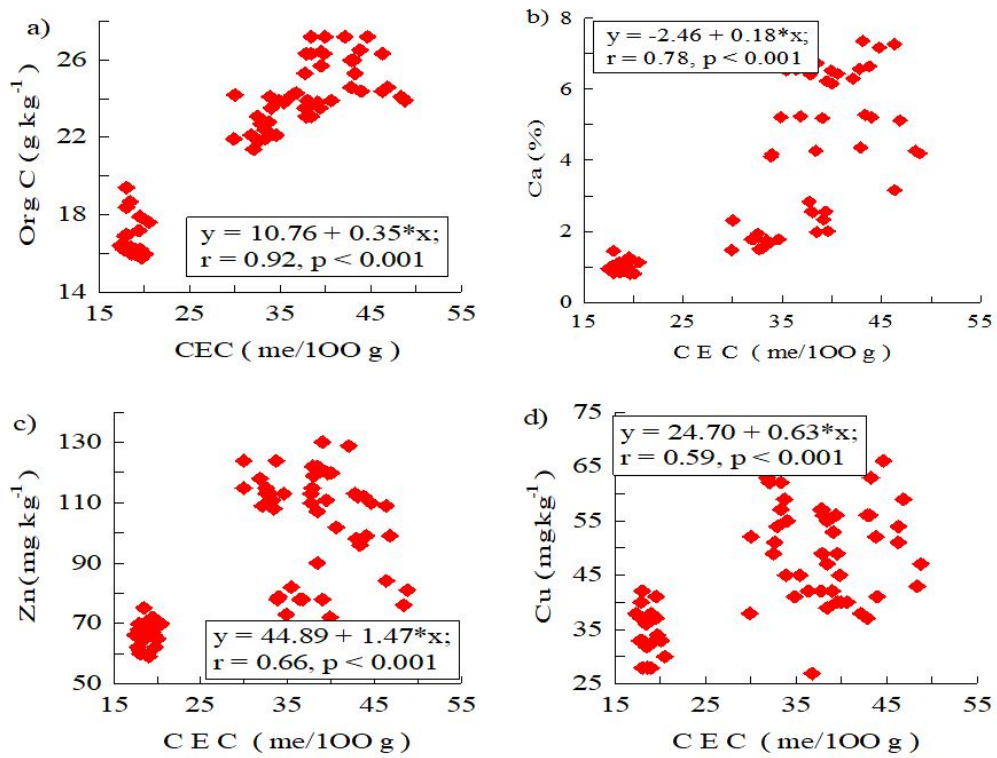 a)
26
22
18
14
Org C ( g kg-1 )
y = 10.76 + 0.35*x;
r = 0.92, p < 0.001
15 25 35 45 55
CEC ( me/1OO g )
b)
8
6
4
2
0
Ca (%)
y = -2.46 + 0.18*x;
r = 0.78, p < 0.001
15 25 35 45 55
C E C ( me/1OO g )
c)
130
110
90
70
50
Zn(mg kg-1)
y = 44.89 + 1.47*x;
r = 0.66, p < 0.001
15 25 35 45 55
C E C ( me/1OO g )
d)
75
65
55
45
35
25
Cu (mgkg-1)
y = 24.70 + 0.63*x;
r = 0.59, p < 0.001
15 25 35 45 55
C E C ( me/1OO g )